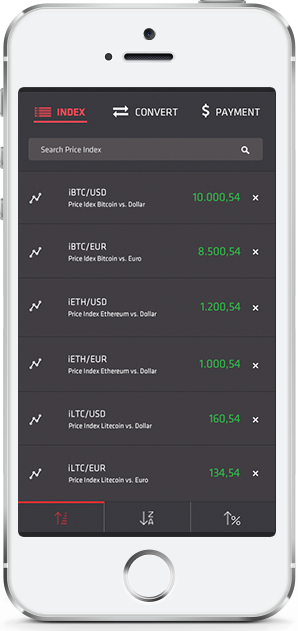 INDEX CONVERT $ PAYMENT
Search Price Index
iBTC/USD 10.000,54 ×
Price Idex Bitcoin vs. Dollar
iBTC/EUR 8.500,54 ×
Price Idex Bitcoin vs. Euro
iETH/USD 1.200,54 ×
Price Index Ethereum vs. Dollar
iETH/EUR 1.000,54 ×
Price Index Ethereum vs. Dollar
iLTC/USD 160,54 ×
Price Index Litecoin vs. Dollar
iLTC/EUR 134,54 ×
Price Index Litecoin vs. Euro
Z
A %